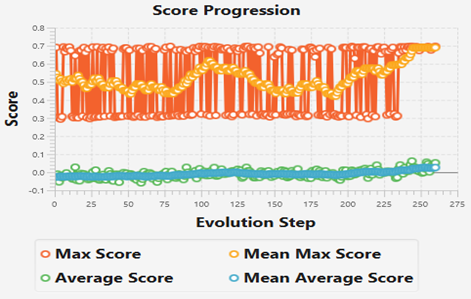 Score Progression
Score
0.8
0.7
0.6
0.5
0.4
0.3
0.2
0.1
0.0
-0.1
0 25 50 75 100 125 150 175 200 225 250 275
Evolution Step
Max Score Mean Max Score
Average Score Mean Average Score